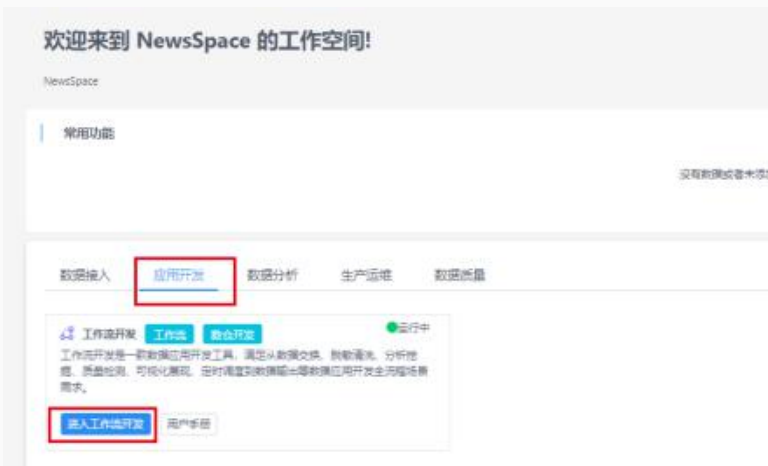 欢迎来到 NewsSpace 的工作空间!
NewsSpace
常用功能
没有数据或者未添
数据接入 应用开发 数据分析 生产运维 数据质量
工作流开发 工作流 数仓开发 运行中
工作流开发是一款数据应用开发工具，满足从数据交换、脱敏清洗、分析挖
掘、质量检测、可视化展现、定时调度到数据输出等数据应用开发全流程场景
需求。
进入工作流开发 用户手册